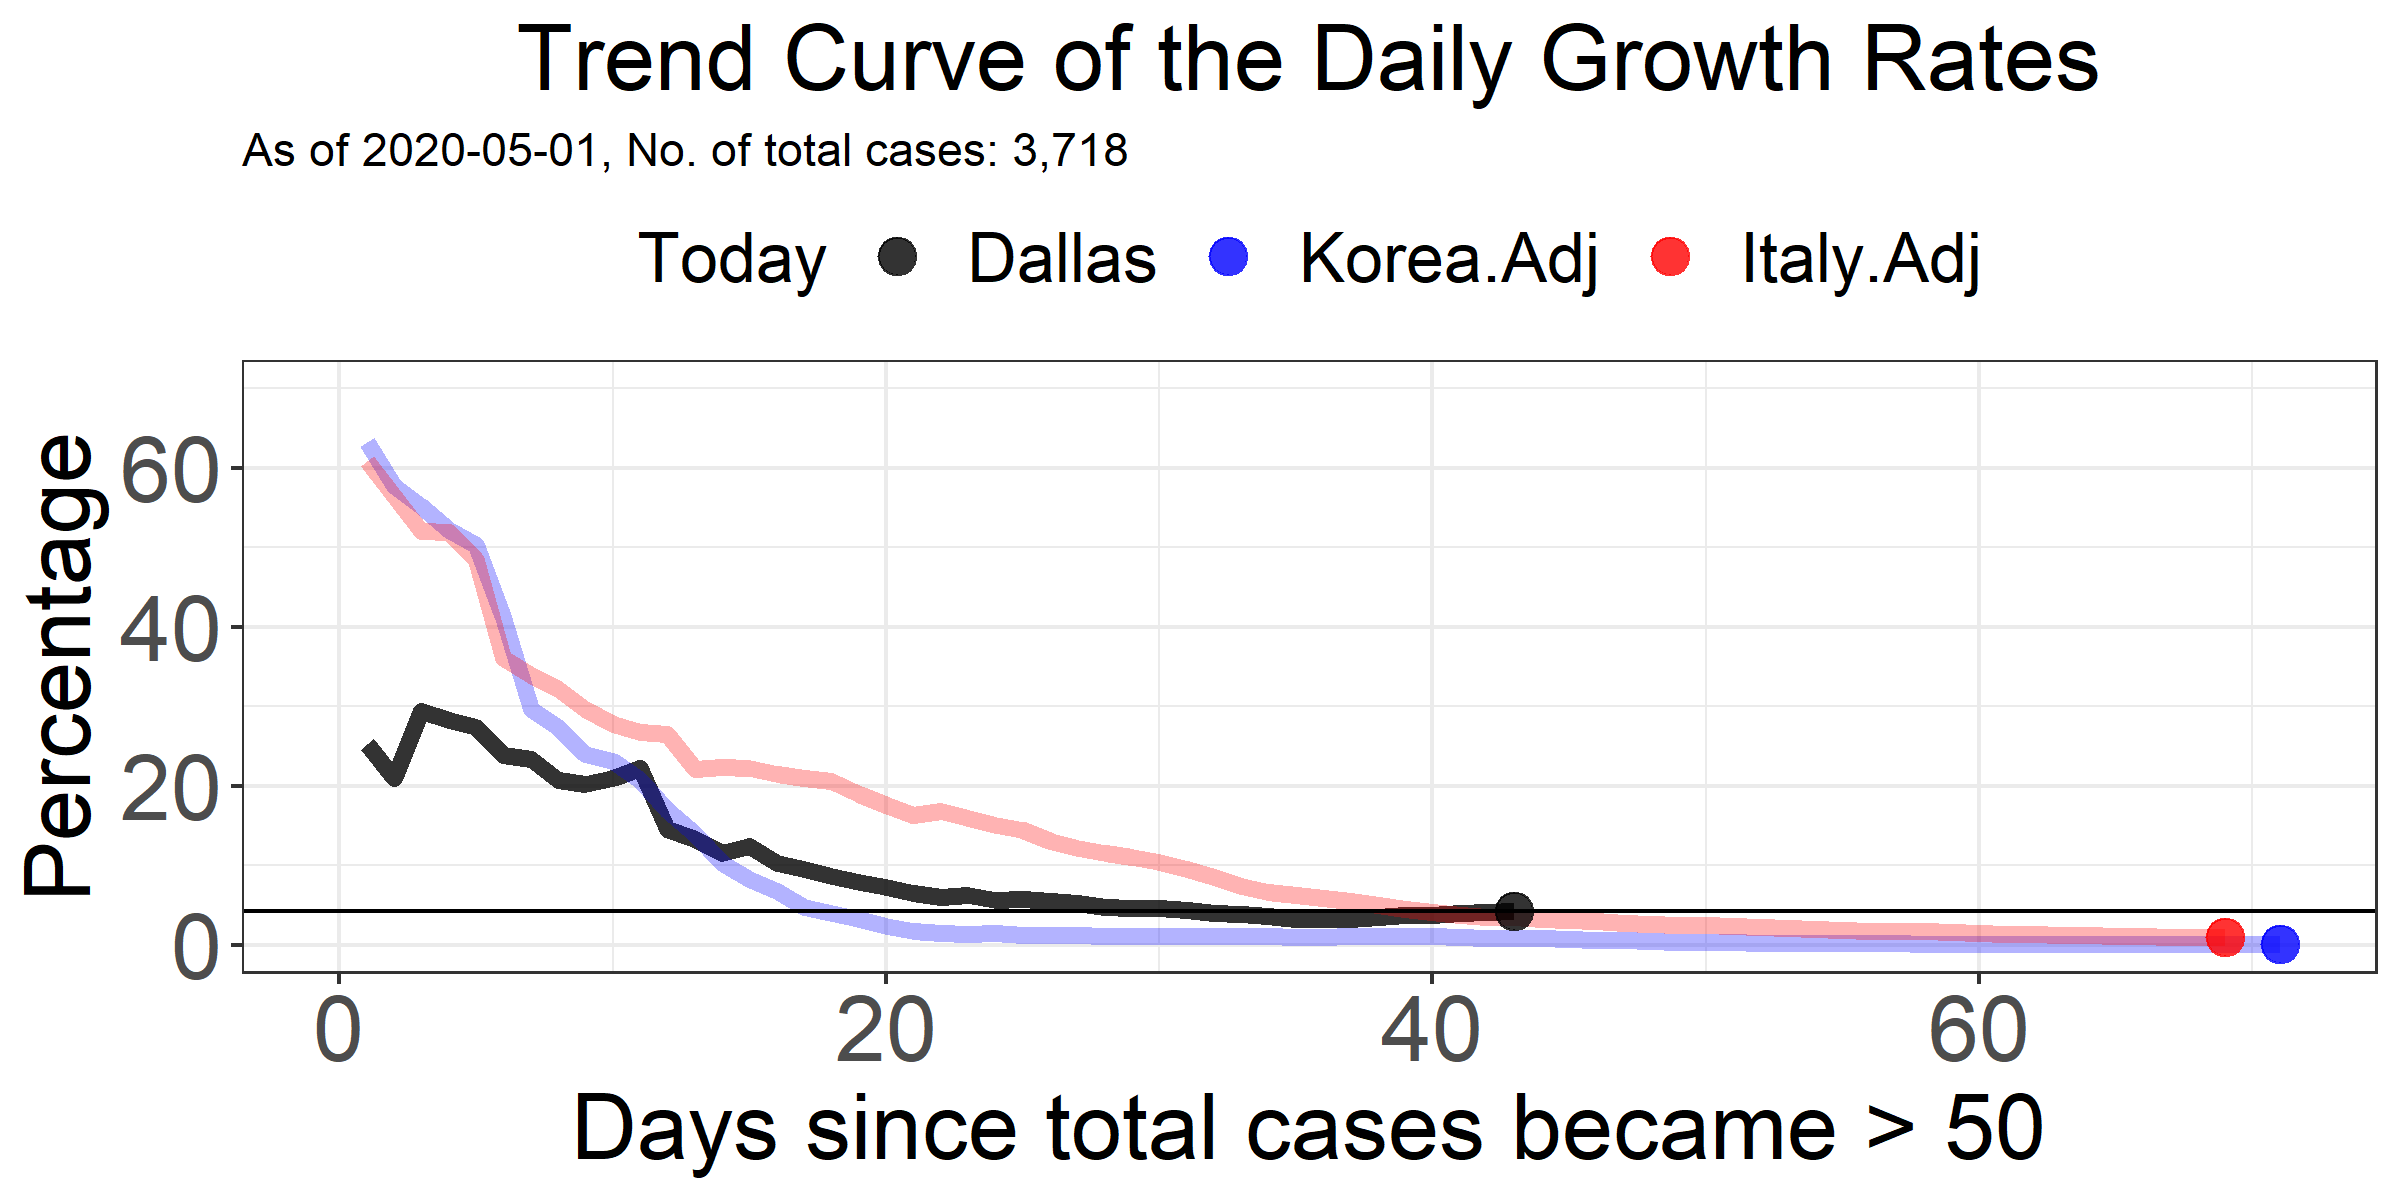 Trend Curve of the Daily Growth Rates
As of 2020-05-01, No. of total cases: 3,718
Today Dallas Korea.Adj Italy.Adj
Percentage
60
40
20
0
0 20 40 60
Days since total cases became > 50